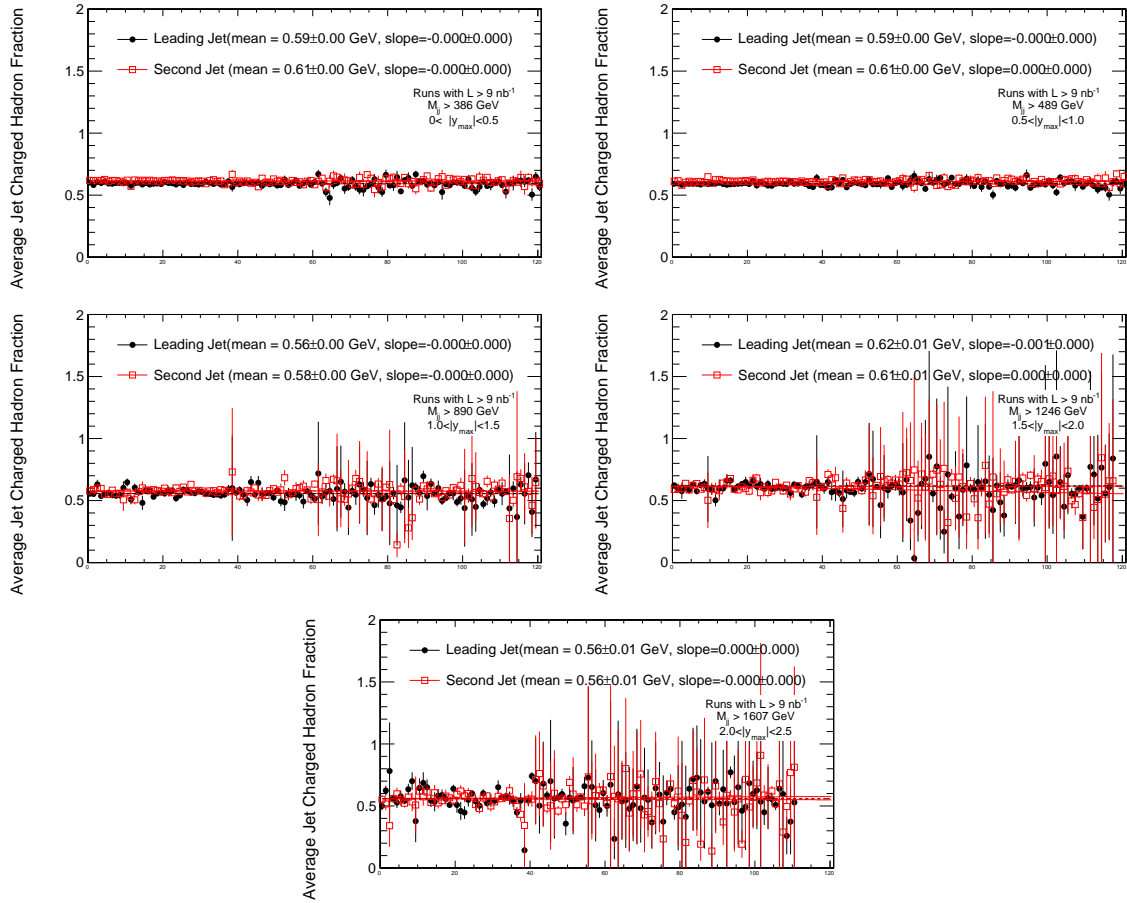 Average Jet Charged Hadron Fraction
2
1.5
1
0.5
0
Leading Jet(mean = 0.59±0.00 GeV, slope=-0.000±0.000)
Second Jet (mean = 0.61±0.00 GeV, slope=-0.000±0.000)
Runs with L > 9 nb⁻¹
M_jj > 386 GeV
0< |y_max|<0.5
0 20 40 60 80 100 120
Average Jet Charged Hadron Fraction
2
1.5
1
0.5
0
Leading Jet(mean = 0.59±0.00 GeV, slope=-0.000±0.000)
Second Jet (mean = 0.61±0.00 GeV, slope=0.000±0.000)
Runs with L > 9 nb⁻¹
M_jj > 489 GeV
0.5<|y_max|<1.0
0 20 40 60 80 100 120
Average Jet Charged Hadron Fraction
2
1.5
1
0.5
0
Leading Jet(mean = 0.56±0.00 GeV, slope=-0.000±0.000)
Second Jet (mean = 0.58±0.00 GeV, slope=-0.000±0.000)
Runs with L > 9 nb⁻¹
M_jj > 890 GeV
1.0<|y_max|<1.5
0 20 40 60 80 100 120
Average Jet Charged Hadron Fraction
2
1.5
1
0.5
0
Leading Jet(mean = 0.62±0.01 GeV, slope=-0.001±0.000)
Second Jet (mean = 0.61±0.01 GeV, slope=0.000±0.000)
Runs with L > 9 nb⁻¹
M_jj > 1246 GeV
1.5<|y_max|<2.0
0 20 40 60 80 100 120
Average Jet Charged Hadron Fraction
2
1.5
1
0.5
0
Leading Jet(mean = 0.56±0.01 GeV, slope=0.000±0.000)
Second Jet (mean = 0.56±0.01 GeV, slope=-0.000±0.000)
Runs with L > 9 nb⁻¹
M_jj > 1607 GeV
2.0<|y_max|<2.5
0 20 40 60 80 100 120